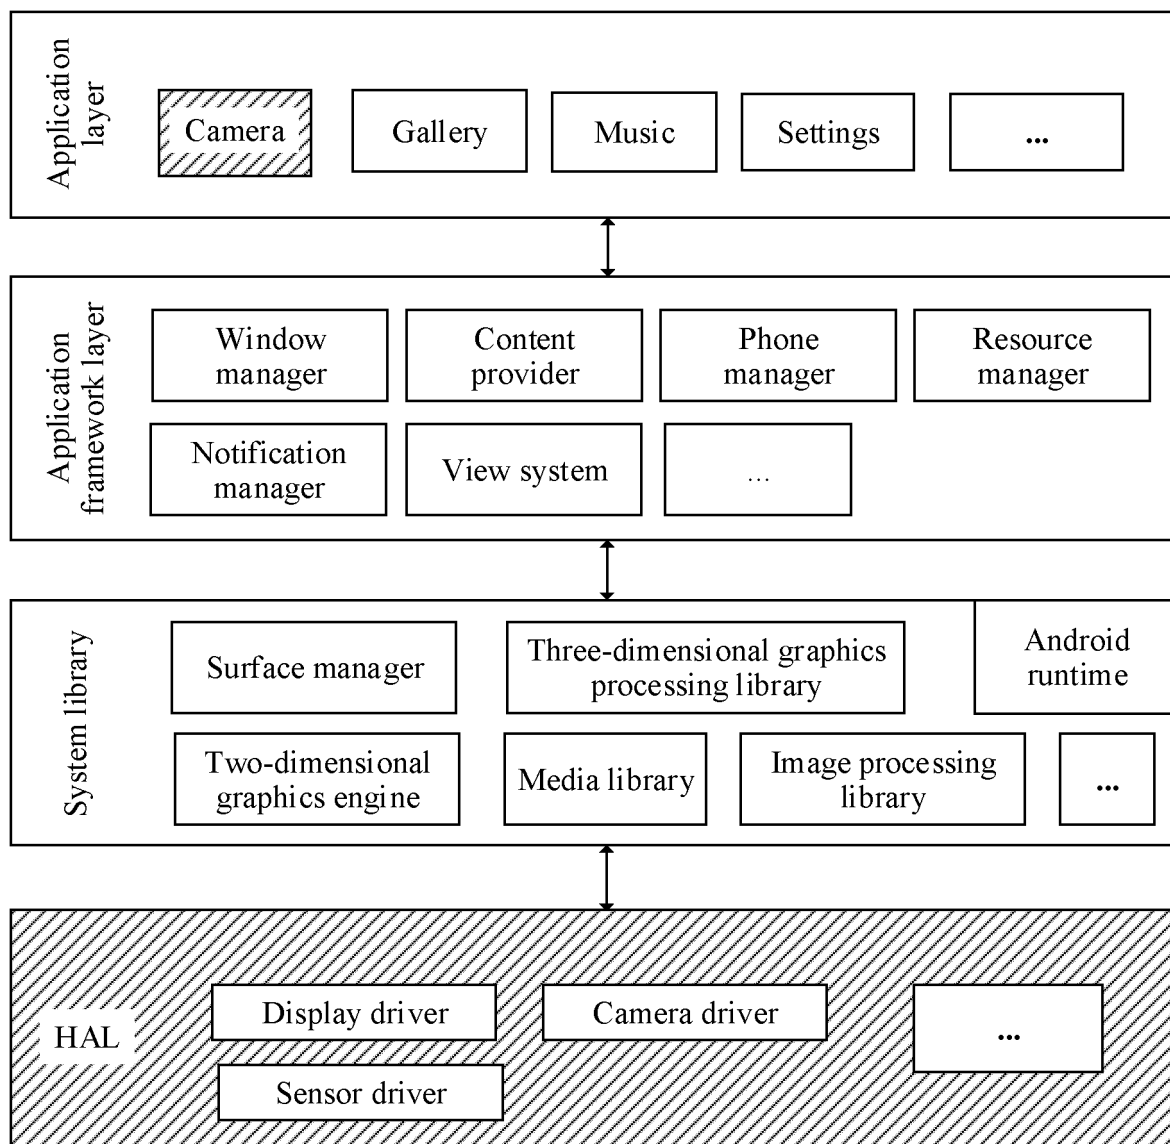 Application
layer
Camera
Gallery
Music
Settings
...
Application
framework layer
Window
manager
Content
provider
Phone
manager
Resource
manager
Notification
manager
View system
...
System library
Surface manager
Three-dimensional graphics
processing library
Android
runtime
Two-dimensional
graphics engine
Media library
Image processing
library
...
HAL
Display driver
Camera driver
...
Sensor driver